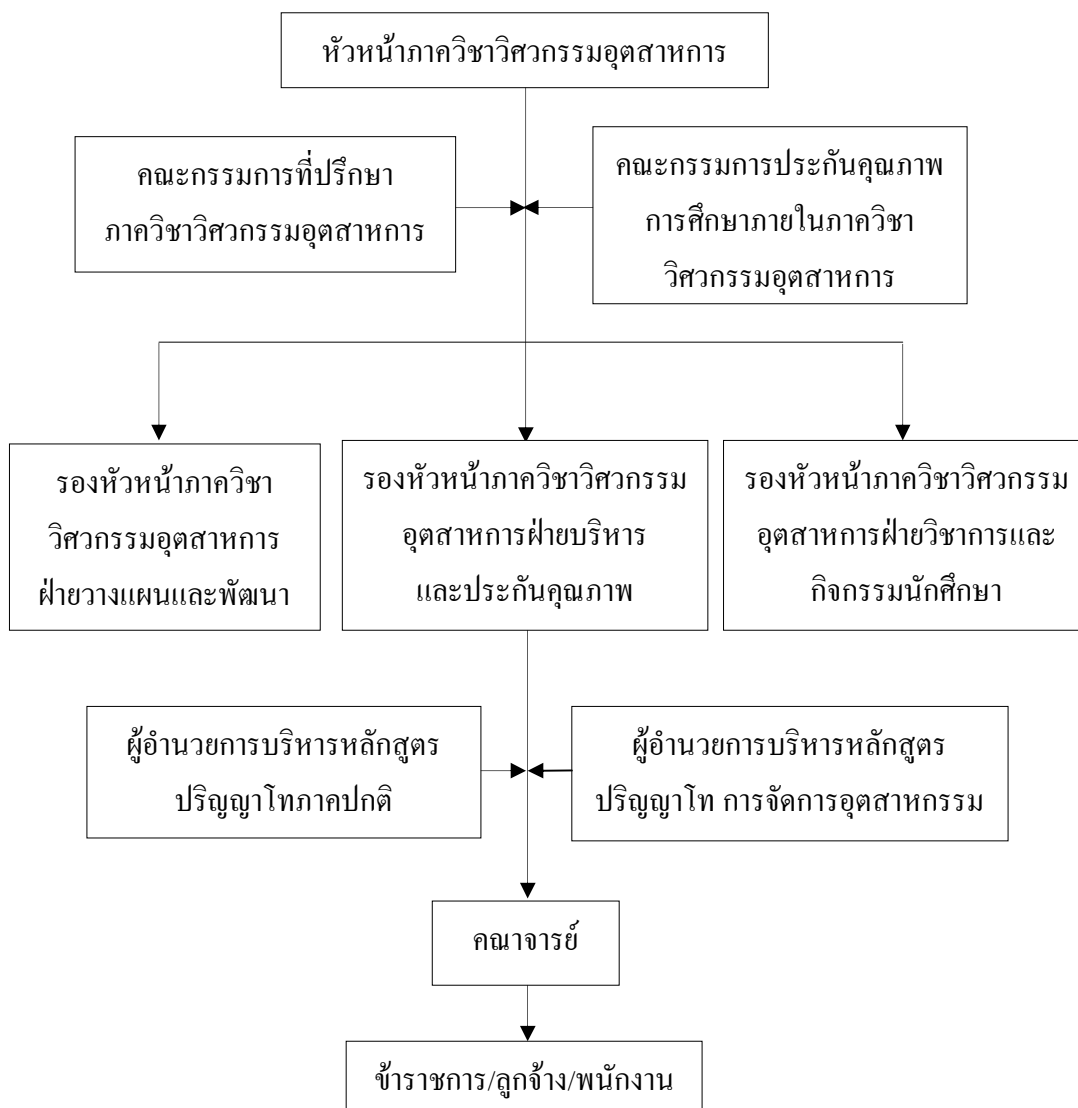 หัวหน้าภาควิชาวิศวกรรมอุตสาหการ
คณะกรรมการที่ปรึกษา
ภาควิชาวิศวกรรมอุตสาหการ
คณะกรรมการประกันคุณภาพ
การศึกษาภายในภาควิชา
วิศวกรรมอุตสาหการ
รองหัวหน้าภาควิชา
วิศวกรรมอุตสาหการ
ฝ่ายวางแผนและพัฒนา
รองหัวหน้าภาควิชาวิศวกรรม
อุตสาหการฝ่ายบริหาร
และประกันคุณภาพ
รองหัวหน้าภาควิชาวิศวกรรม
อุตสาหการฝ่ายวิชาการและ
กิจกรรมนักศึกษา
ผู้อำนวยการบริหารหลักสูตร
ปริญญาโทภาคปกติ
ผู้อำนวยการบริหารหลักสูตร
ปริญญาโท การจัดการอุตสาหกรรม
คณาจารย์
ข้าราชการ/ลูกจ้าง/พนักงาน